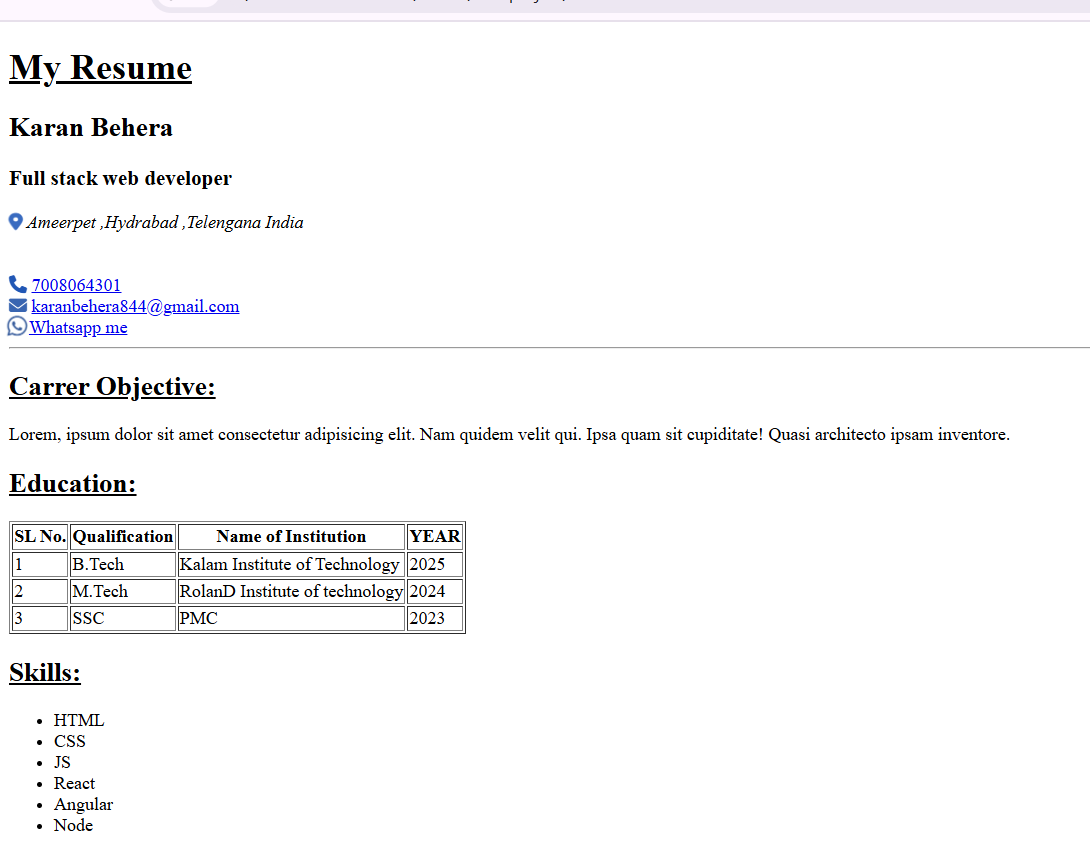 My Resume
Karan Behera
Full stack web developer
Ameerpet ,Hydrabad ,Telengana India
7008064301
karanbehera844@gmail.com
Whatsapp me
Carrer Objective:
Lorem, ipsum dolor sit amet consectetur adipisicing elit. Nam quidem velit qui. Ipsa quam sit cupiditate! Quasi architecto ipsam inventore.
Education:
SL No. Qualification Name of Institution YEAR
1 B.Tech Kalam Institute of Technology 2025
2 M.Tech RolanD Institute of technology 2024
3 SSC PMC 2023
Skills:
• HTML
• CSS
• JS
• React
• Angular
• Node